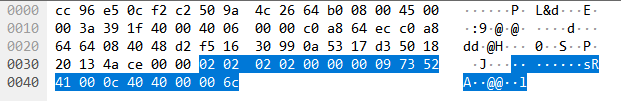 0000 cc 96 e5 0c f2 c2 50 9a 4c 26 64 b0 08 00 45 00 ······P· L&d···E·
0010 00 3a 39 1f 40 00 40 06 00 00 c0 a8 64 ec c0 a8 ·:9·@·@· ····d···
0020 64 64 08 40 48 d2 f5 16 30 99 0a 53 17 d3 50 18 dd·@H··· 0··S··P·
0030 20 13 4a ce 00 00 02 02 02 02 00 00 00 09 73 52 ·J····· ······sR
0040 41 00 0c 40 40 00 00 6c A··@@··l